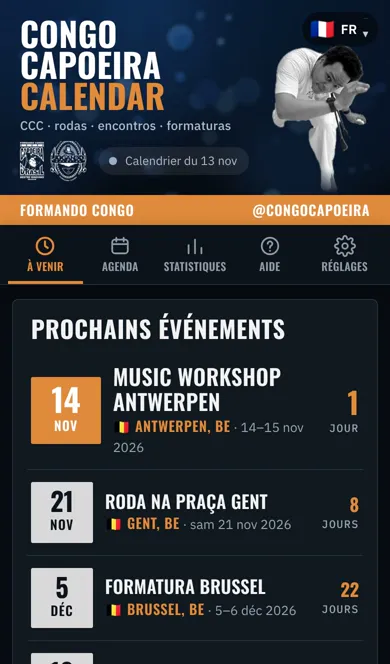 CONGO
FR
CAPOEIRA
CALENDAR
CCC · rodas · encontros · formaturas
Calendrier du 13 nov
FORMANDO CONGO
@CONGOCAPOEIRA
À VENIR
AGENDA
STATISTIQUES
AIDE
RÉGLAGES
PROCHAINS ÉVÉNEMENTS
14
NOV
MUSIC WORKSHOP
ANTWERPEN
ANTWERPEN, BE · 14–15 nov
2026
1
JOUR
21
NOV
RODA NA PRAÇA GENT
GENT, BE · sam 21 nov 2026
8
JOURS
5
DÉC
FORMATURA BRUSSEL
BRUSSEL, BE · 5–6 déc 2026
22
JOURS